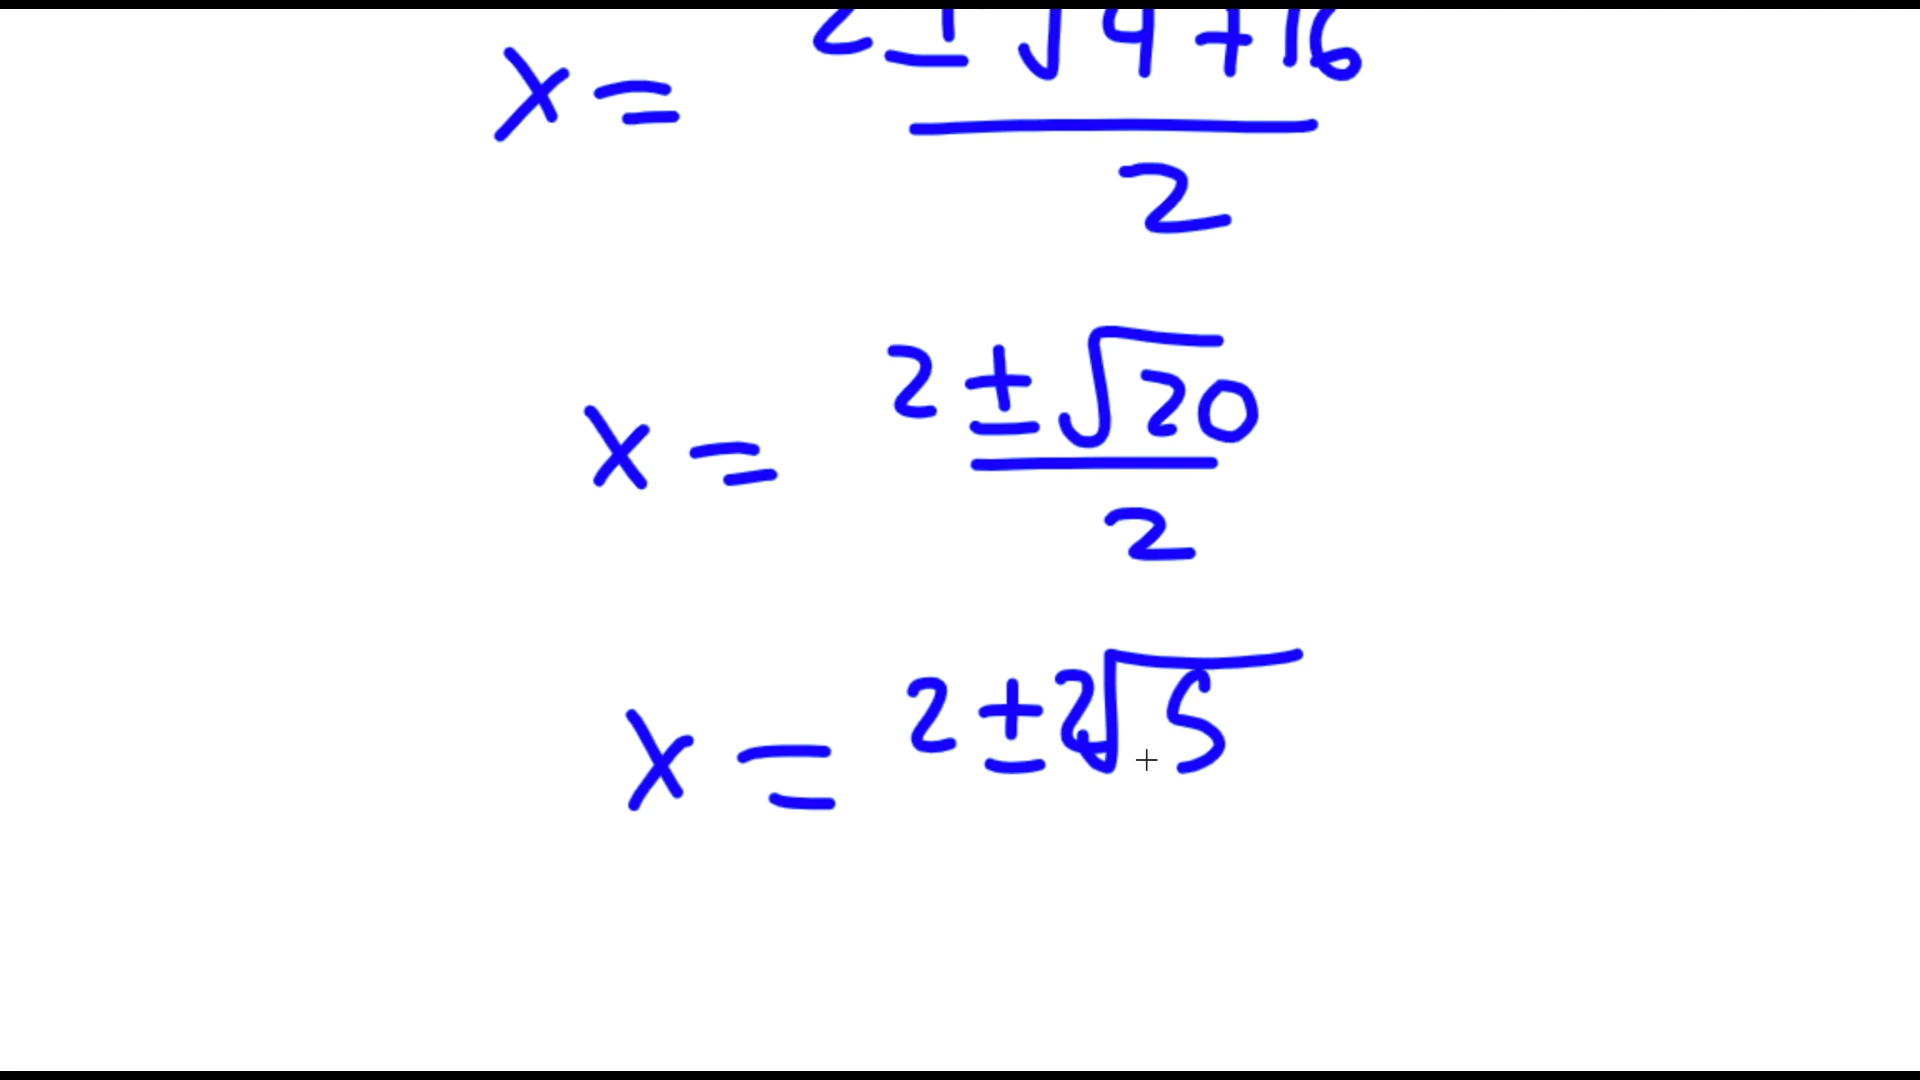 x = 2 ± √4 + 16
2
x = 2 ± √20
2
x = 2 ± 2√5